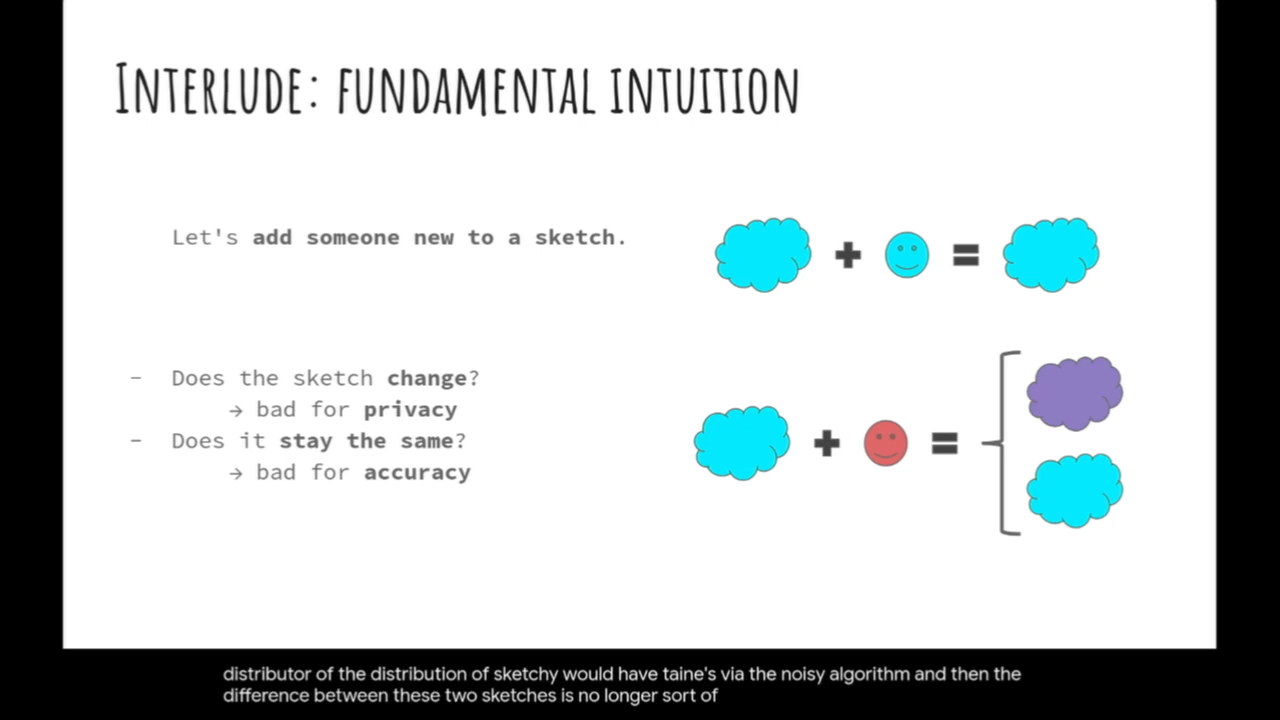 Interlude: fundamental intuition
Let's add someone new to a sketch.
- Does the sketch change?
→ bad for privacy
- Does it stay the same?
→ bad for accuracy
distributor of the distribution of sketchy would have taine's via the noisy algorithm and then the
difference between these two sketches is no longer sort of